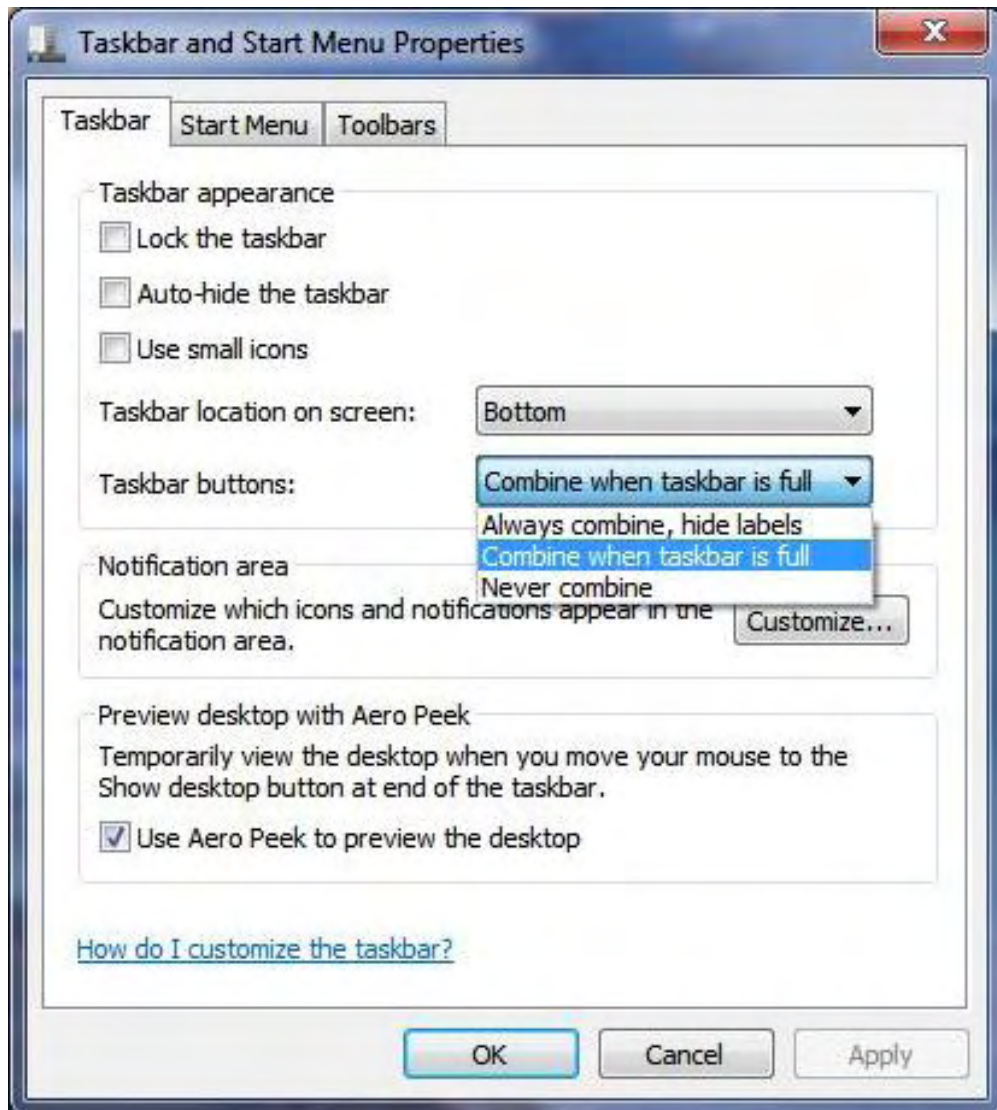 Taskbar and Start Menu Properties
Taskbar
Start Menu
Toolbars
Taskbar appearance
Lock the taskbar
Auto-hide the taskbar
Use small icons
Taskbar location on screen:
Bottom
Taskbar buttons:
Combine when taskbar is full
Always combine, hide labels
Combine when taskbar is full
Never combine
Notification area
Customize which icons and notifications appear in the
notification area.
Customize...
Preview desktop with Aero Peek
Temporarily view the desktop when you move your mouse to the
Show desktop button at end of the taskbar.
Use Aero Peek to preview the desktop
How do I customize the taskbar?
OK
Cancel
Apply